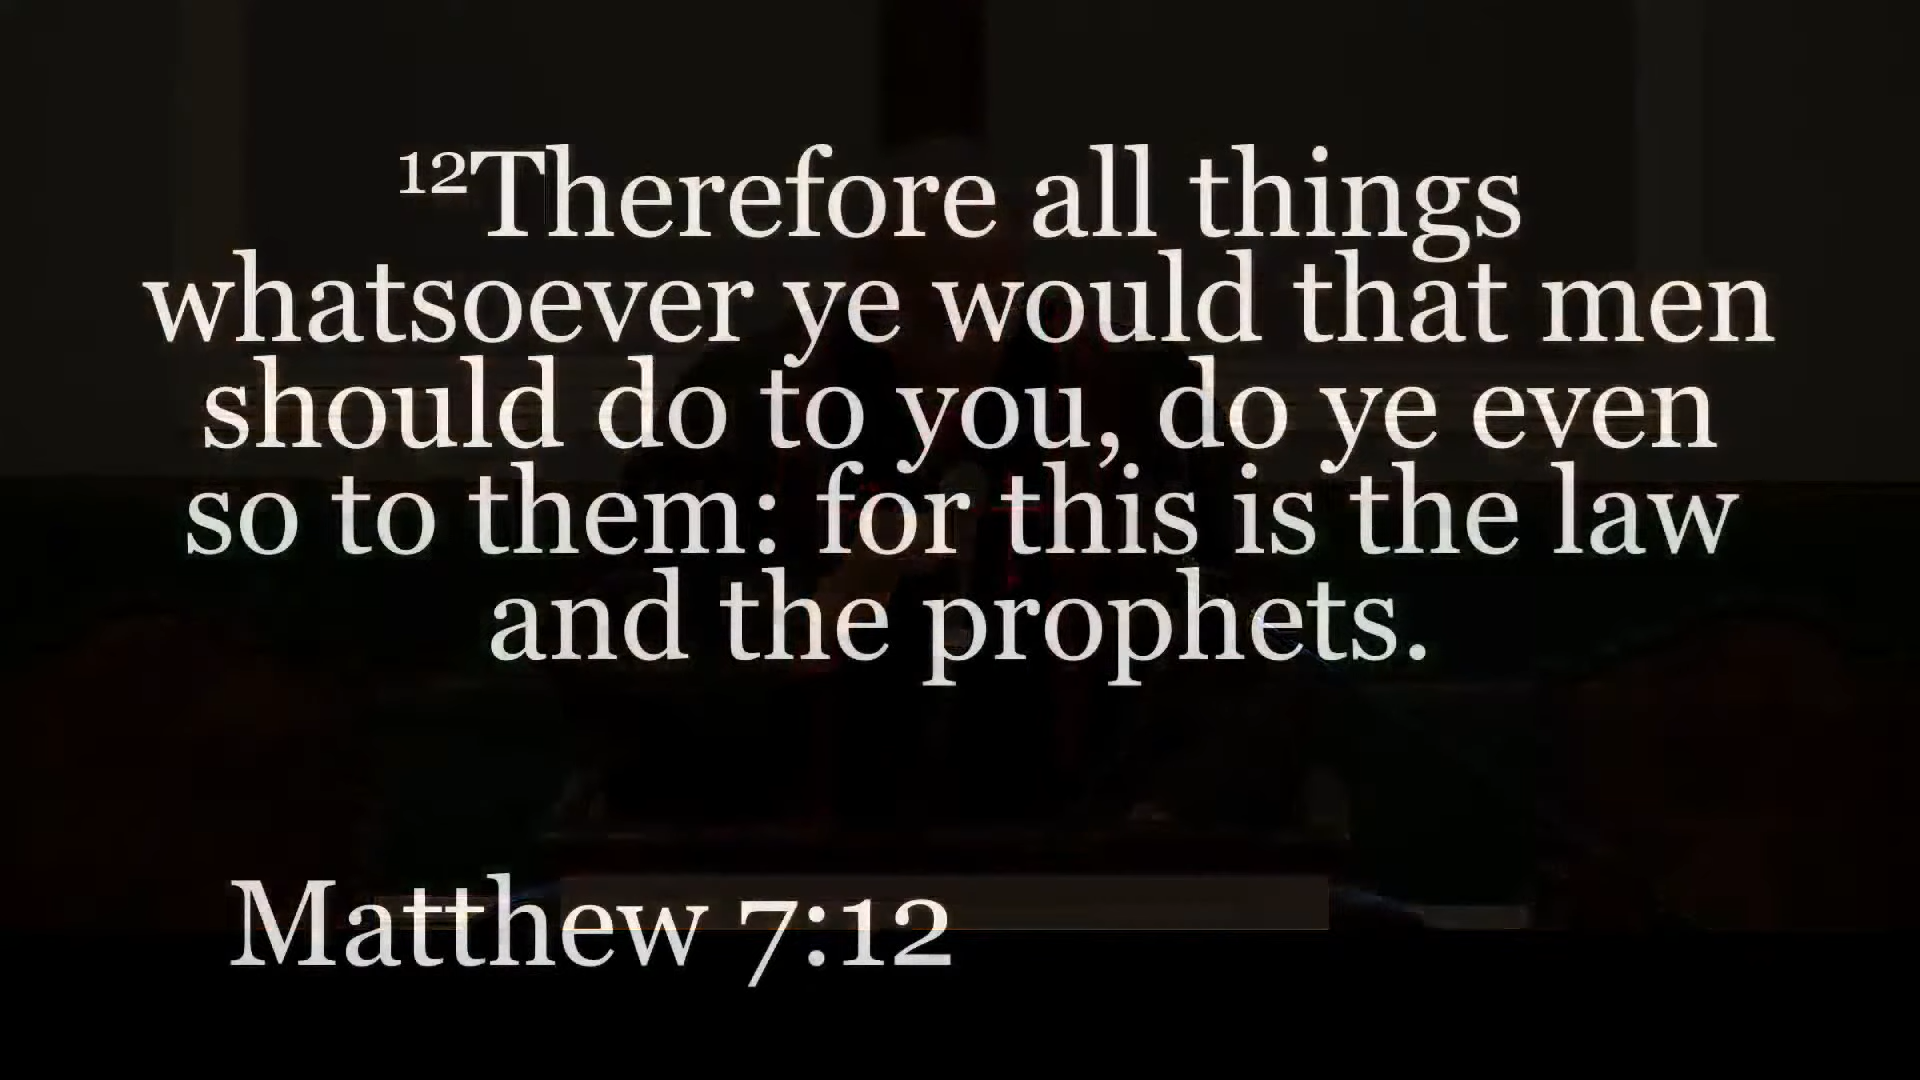 12Therefore all things
whatsoever ye would that men
should do to you, do ye even
so to them: for this is the law
and the prophets.
Matthew 7:12